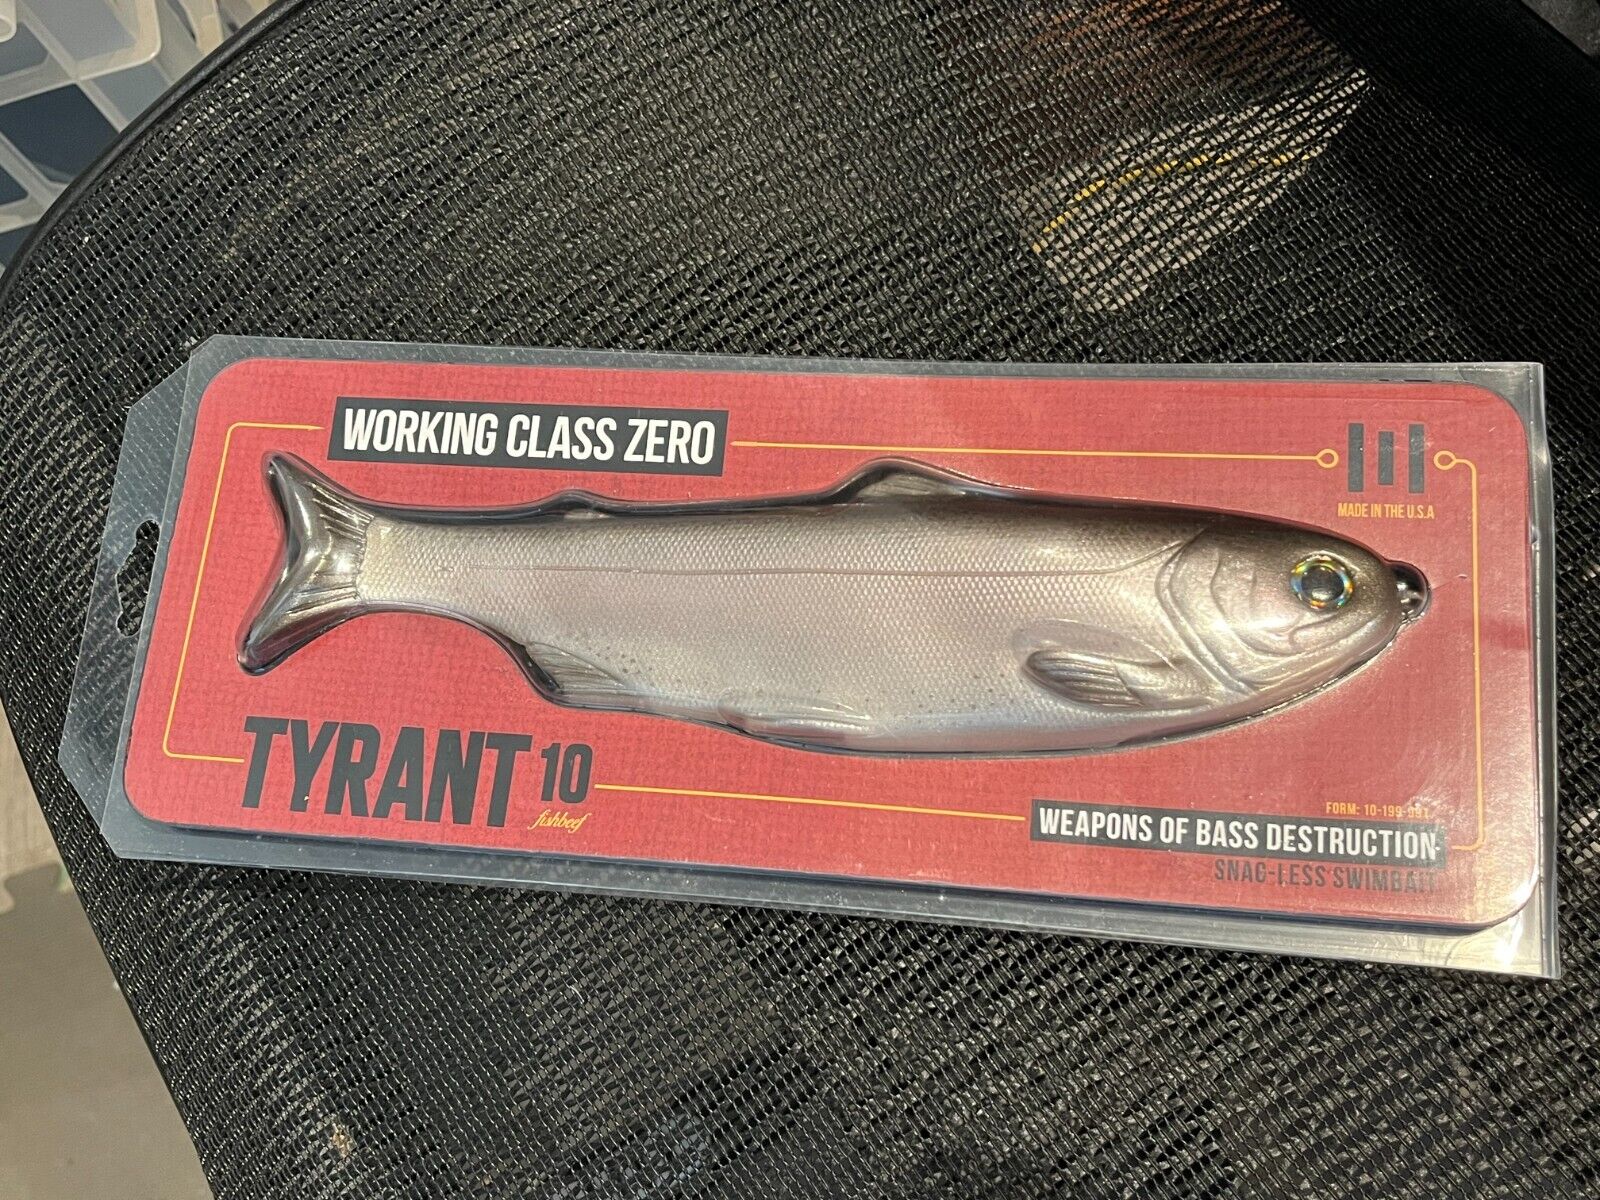 WORKING CLASS ZERO
MADE IN THE U.S.A
TYRANT 10
fishbeef
FORM: 10-199-991
WEAPONS OF BASS DESTRUCTION
SNAG-LESS SWIMBAIT